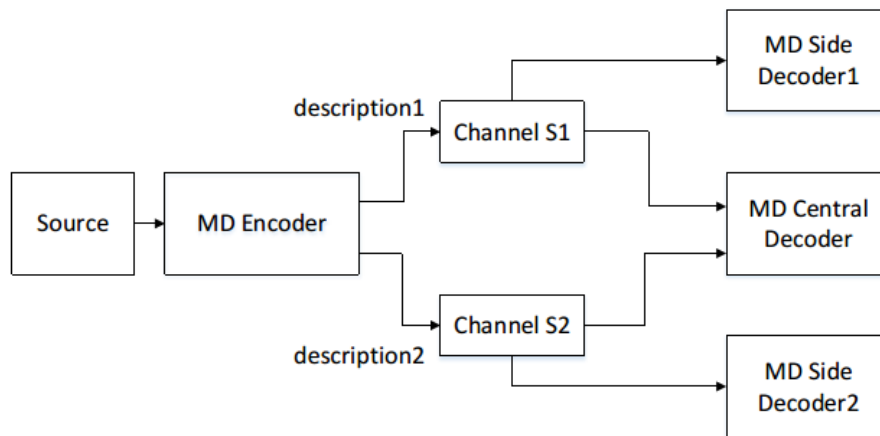 MD Side
Decoder1
description1
Channel S1
Source
MD Encoder
MD Central
Decoder
Channel S2
description2
MD Side
Decoder2